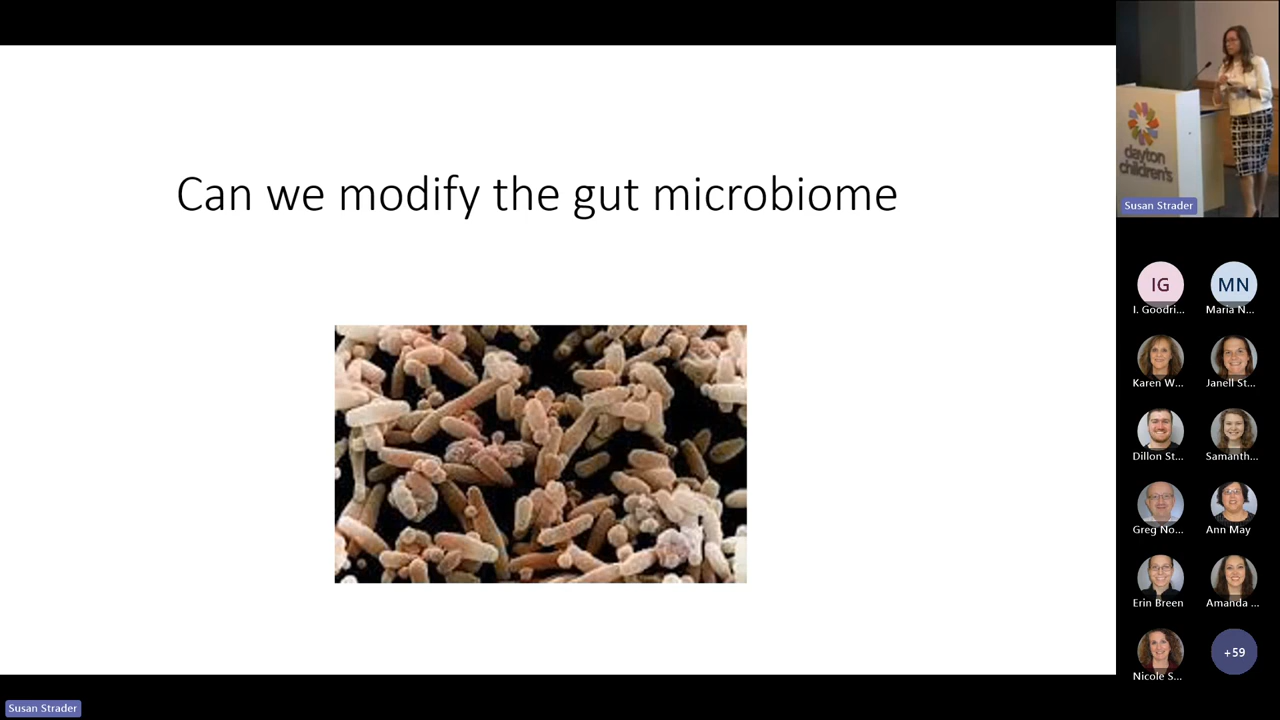 Can we modify the gut microbiome
dayton
children's
Susan Strader
IG
MN
I. Goodri...
Maria N...
Karen W...
Janell St...
Dillon St...
Samanth...
Greg No...
Ann May
Erin Breen
Amanda ...
Nicole S...
+59
Susan Strader